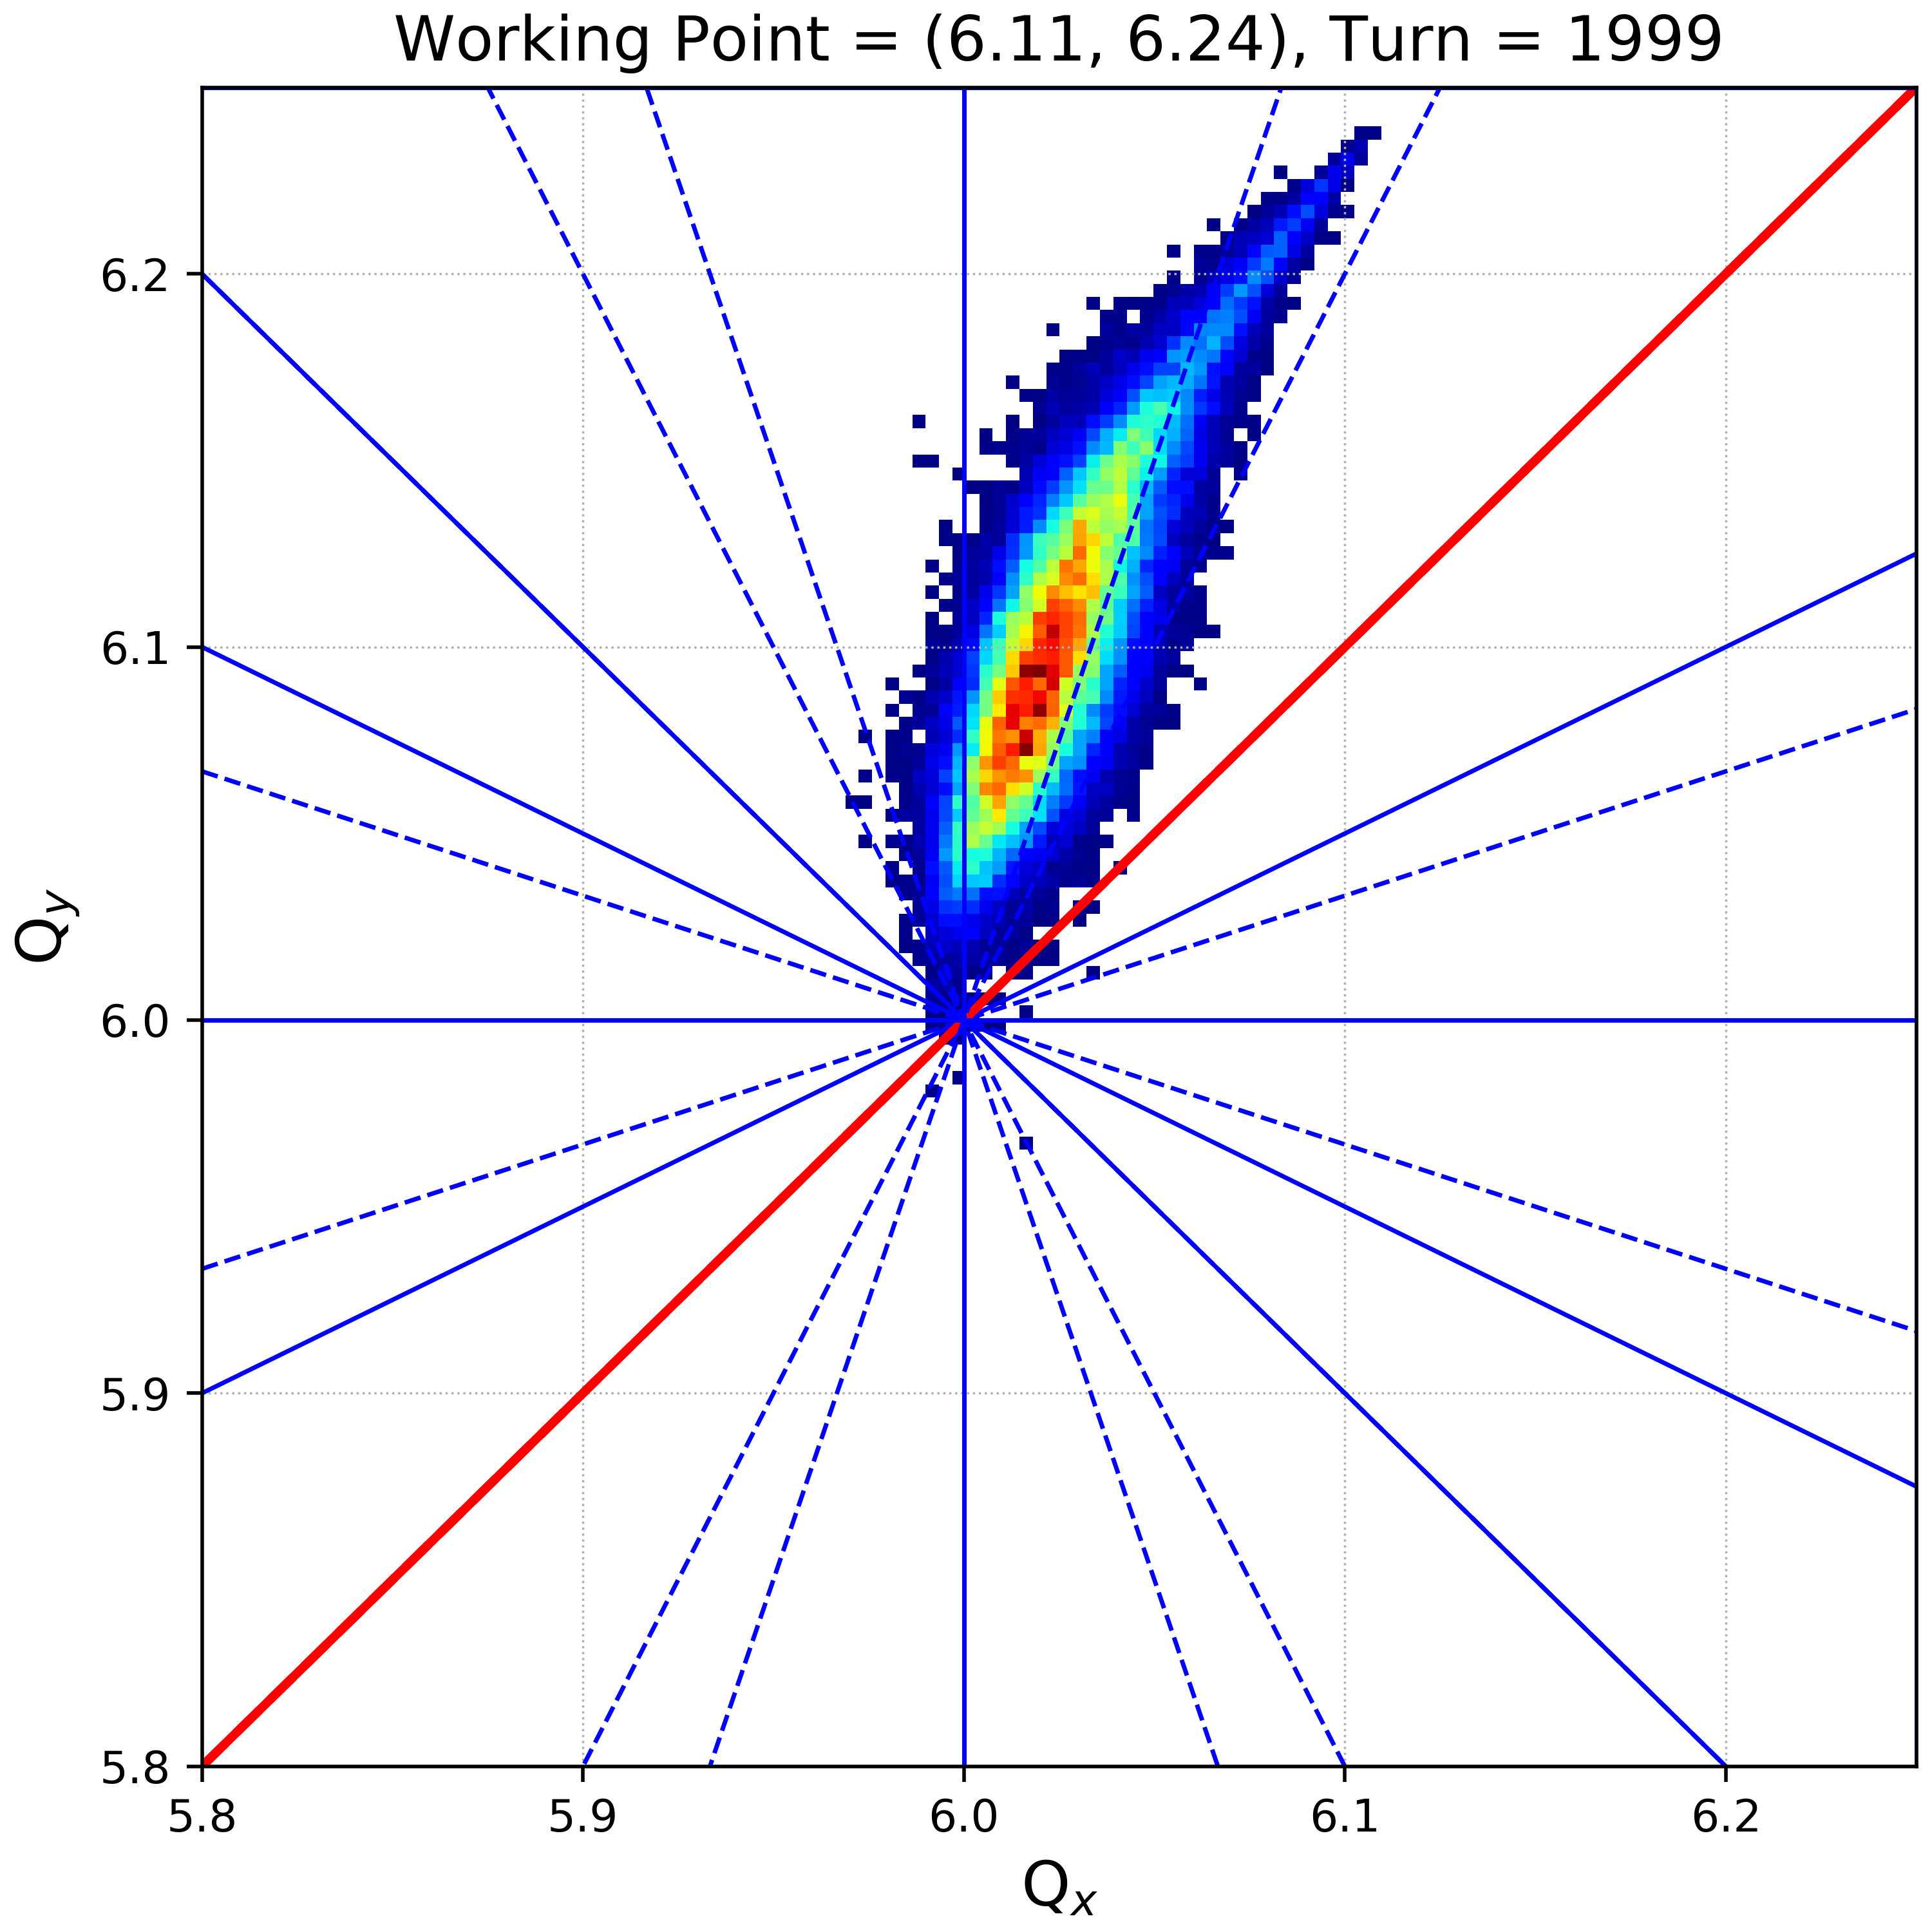 Working Point = (6.11, 6.24), Turn = 1999
6.2
6.1
6.0
5.9
5.8
Qy
5.8 5.9 6.0 6.1 6.2
Qx